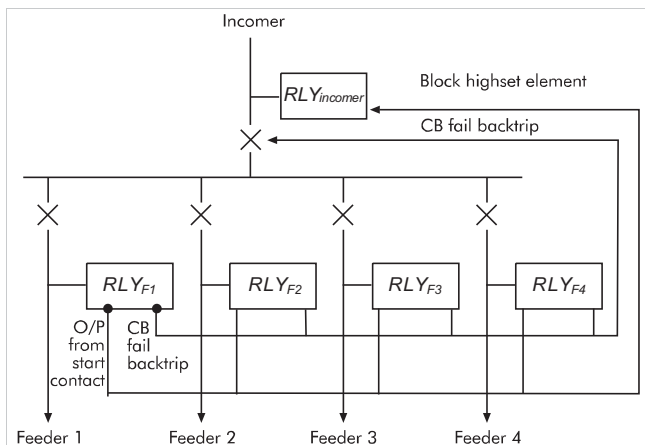 Incomer
RLYincomer
Block highset element
CB fail backtrip
RLYF1
RLYF2
RLYF3
RLYF4
O/P
from
start
contact
CB
fail
backtrip
Feeder 1
Feeder 2
Feeder 3
Feeder 4